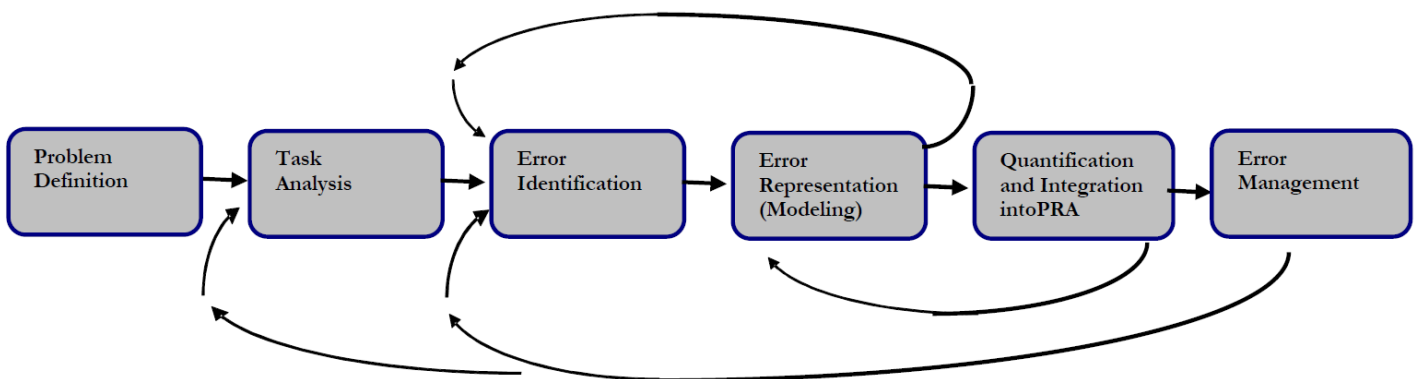 Problem
Definition
Task
Analysis
Error
Identification
Error
Representation
(Modeling)
Quantification
and Integration
intoPRA
Error
Management